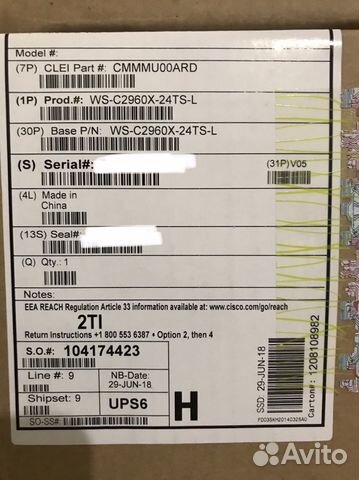 Model #:
(7P) CLEI Part #: CMMMU00ARD
(1P) Prod.#: WS-C2960X-24TS-L
(30P) Base P/N: WS-C2960X-24TS-L
(S) Serial#:
(31P) V05
(4L) Made in
China
(13S) Seal#:
(Q) Qty.: 1
Notes:
EEA REACH Regulation Article 33 information available at: www.cisco.com/go/reach
2TI
Return Instructions +1 800 553 6387 • Option 2, then 4
S.O.#: 104174423
Line #: 9
NB-Date:
29-JUN-18
Shipset: 9
UPS6
SO-SS#:
H
SSD: 29-JUN-18
Carton#: 1208108982
FD03SKH20140326A0
Avito